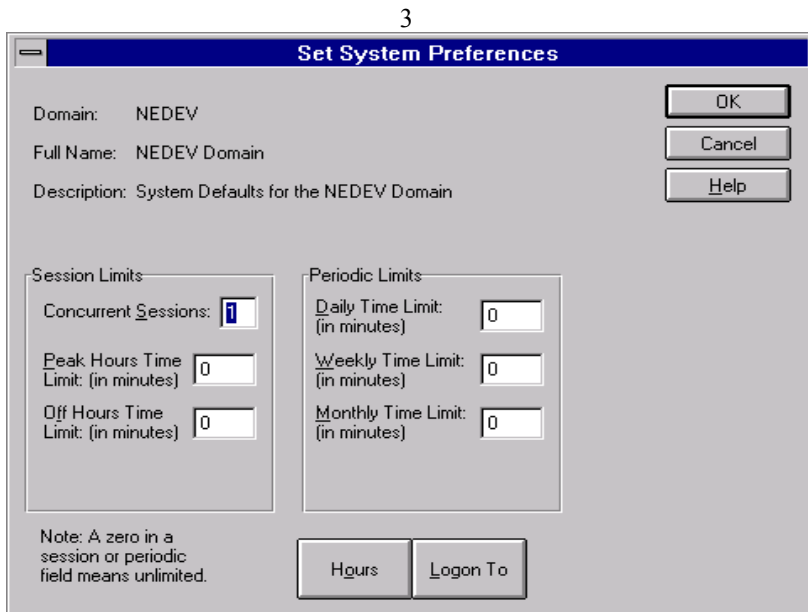 3
Set System Preferences
Domain: NEDEV
Full Name: NEDEV Domain
Description: System Defaults for the NEDEV Domain
OK
Cancel
Help
Session Limits
Concurrent Sessions: 1
Peak Hours Time
Limit: (in minutes) 0
Off Hours Time
Limit: (in minutes) 0
Periodic Limits
Daily Time Limit:
(in minutes) 0
Weekly Time Limit:
(in minutes) 0
Monthly Time Limit:
(in minutes) 0
Note: A zero in a
session or periodic
field means unlimited.
Hours
Logon To